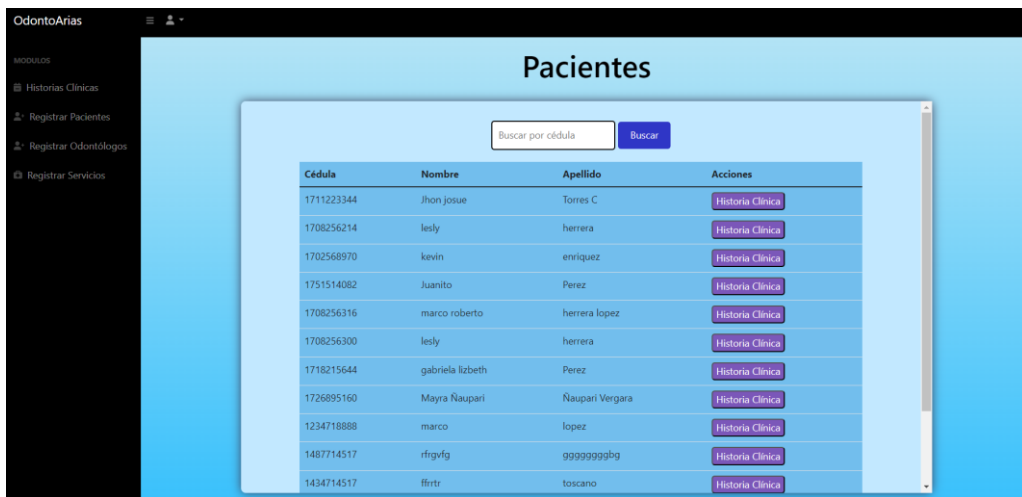 OdontoArias
MODULOS
Historias Clínicas
Registrar Pacientes
Registrar Odontólogos
Registrar Servicios
Pacientes
Buscar por cédula Buscar
Cédula Nombre Apellido Acciones
1711223344 Jhon josue Torres C Historia Clínica
1708256214 lesly herrera Historia Clínica
1702568970 kevin enriquez Historia Clínica
1751514082 Juanito Perez Historia Clínica
1708256316 marco roberto herrera lopez Historia Clínica
1708256300 lesly herrera Historia Clínica
1718215644 gabriela lizbeth Perez Historia Clínica
1726895160 Mayra Ñaupari Ñaupari Vergara Historia Clínica
1234718888 marco lopez Historia Clínica
1487714517 rfrgvfg ggggggggbg Historia Clínica
1434714517 ffrrtr toscano Historia Clínica